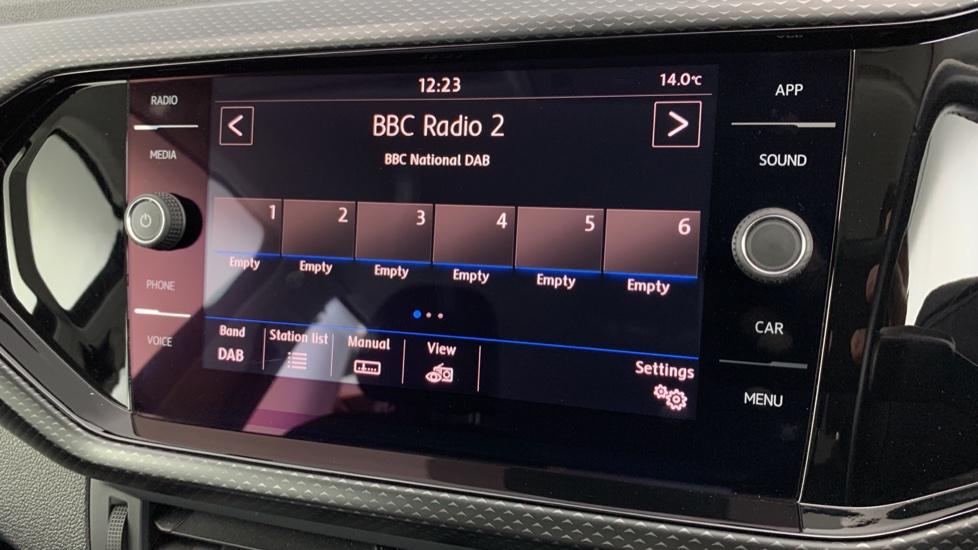 12:23
14.0°C
RADIO
MEDIA
PHONE
VOICE
BBC Radio 2
BBC National DAB
1
2
3
4
5
6
Empty
Empty
Empty
Empty
Empty
Empty
Band
DAB
Station list
Manual
View
Settings
APP
SOUND
CAR
MENU